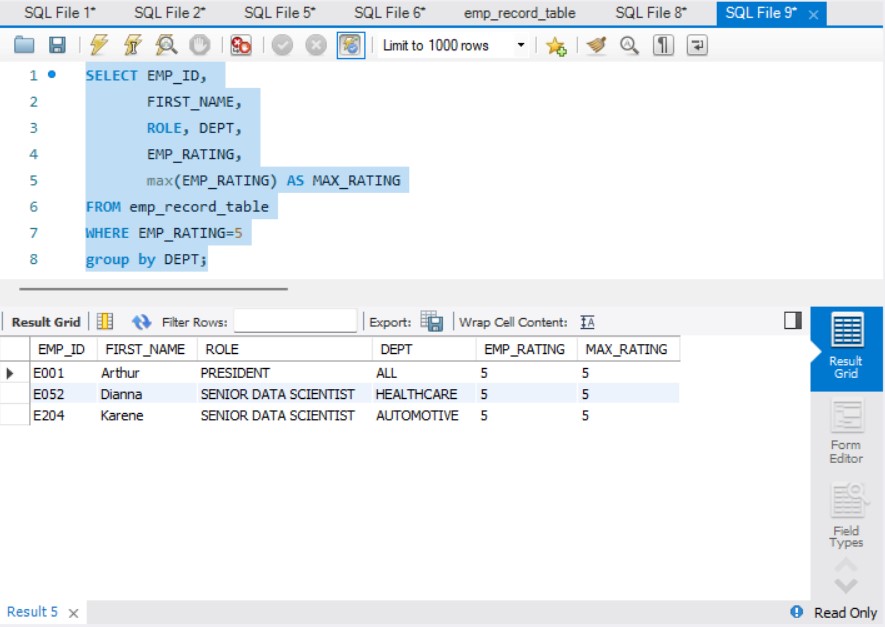 SQL File 1* SQL File 2* SQL File 5* SQL File 6* emp_record_table SQL File 8* SQL File 9*
Limit to 1000 rows
1 SELECT EMP_ID,
2 FIRST_NAME,
3 ROLE, DEPT,
4 EMP_RATING,
5 max(EMP_RATING) AS MAX_RATING
6 FROM emp_record_table
7 WHERE EMP_RATING=5
8 group by DEPT;
Result Grid Filter Rows: Export: Wrap Cell Content: IA
EMP_ID FIRST_NAME ROLE DEPT EMP_RATING MAX_RATING
E001 Arthur PRESIDENT ALL 5 5
E052 Dianna SENIOR DATA SCIENTIST HEALTHCARE 5 5
E204 Karene SENIOR DATA SCIENTIST AUTOMOTIVE 5 5
Result
Grid
Form
Editor
Field
Types
Result 5 Read Only